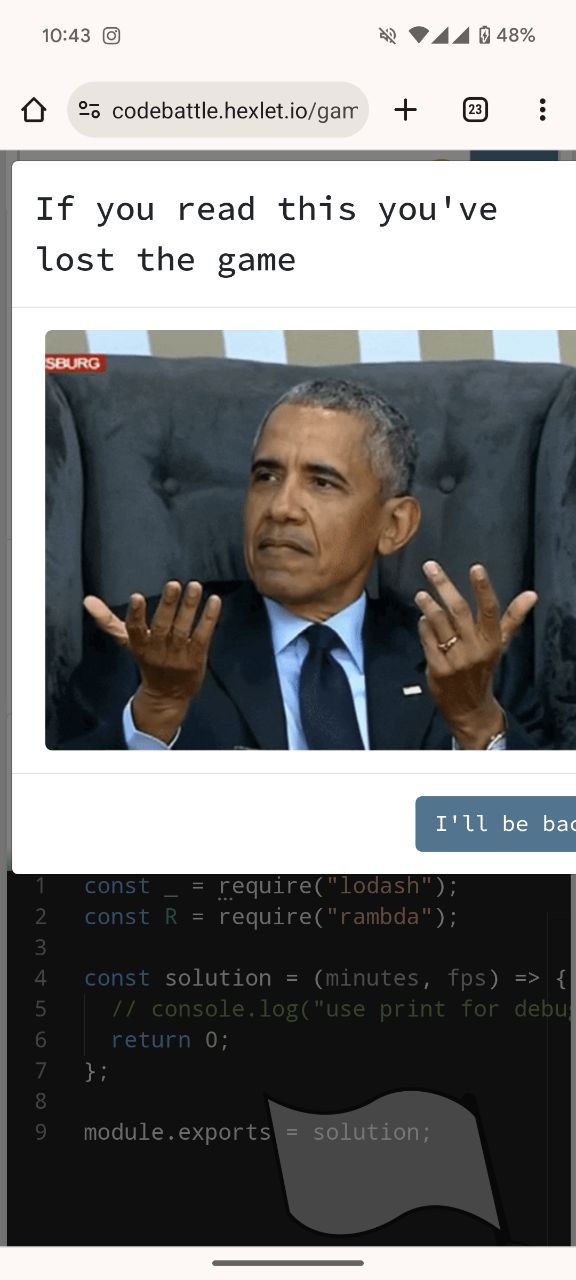 10:43 48%
codebattle.hexlet.io/gam 23
If you read this you've
lost the game
SBURG
I'll be bac
1 const _ = require("lodash");
2 const R = require("rambda");
3
4 const solution = (minutes, fps) => {
5 // console.log("use print for debug
6 return 0;
7 };
8
9 module.exports = solution;